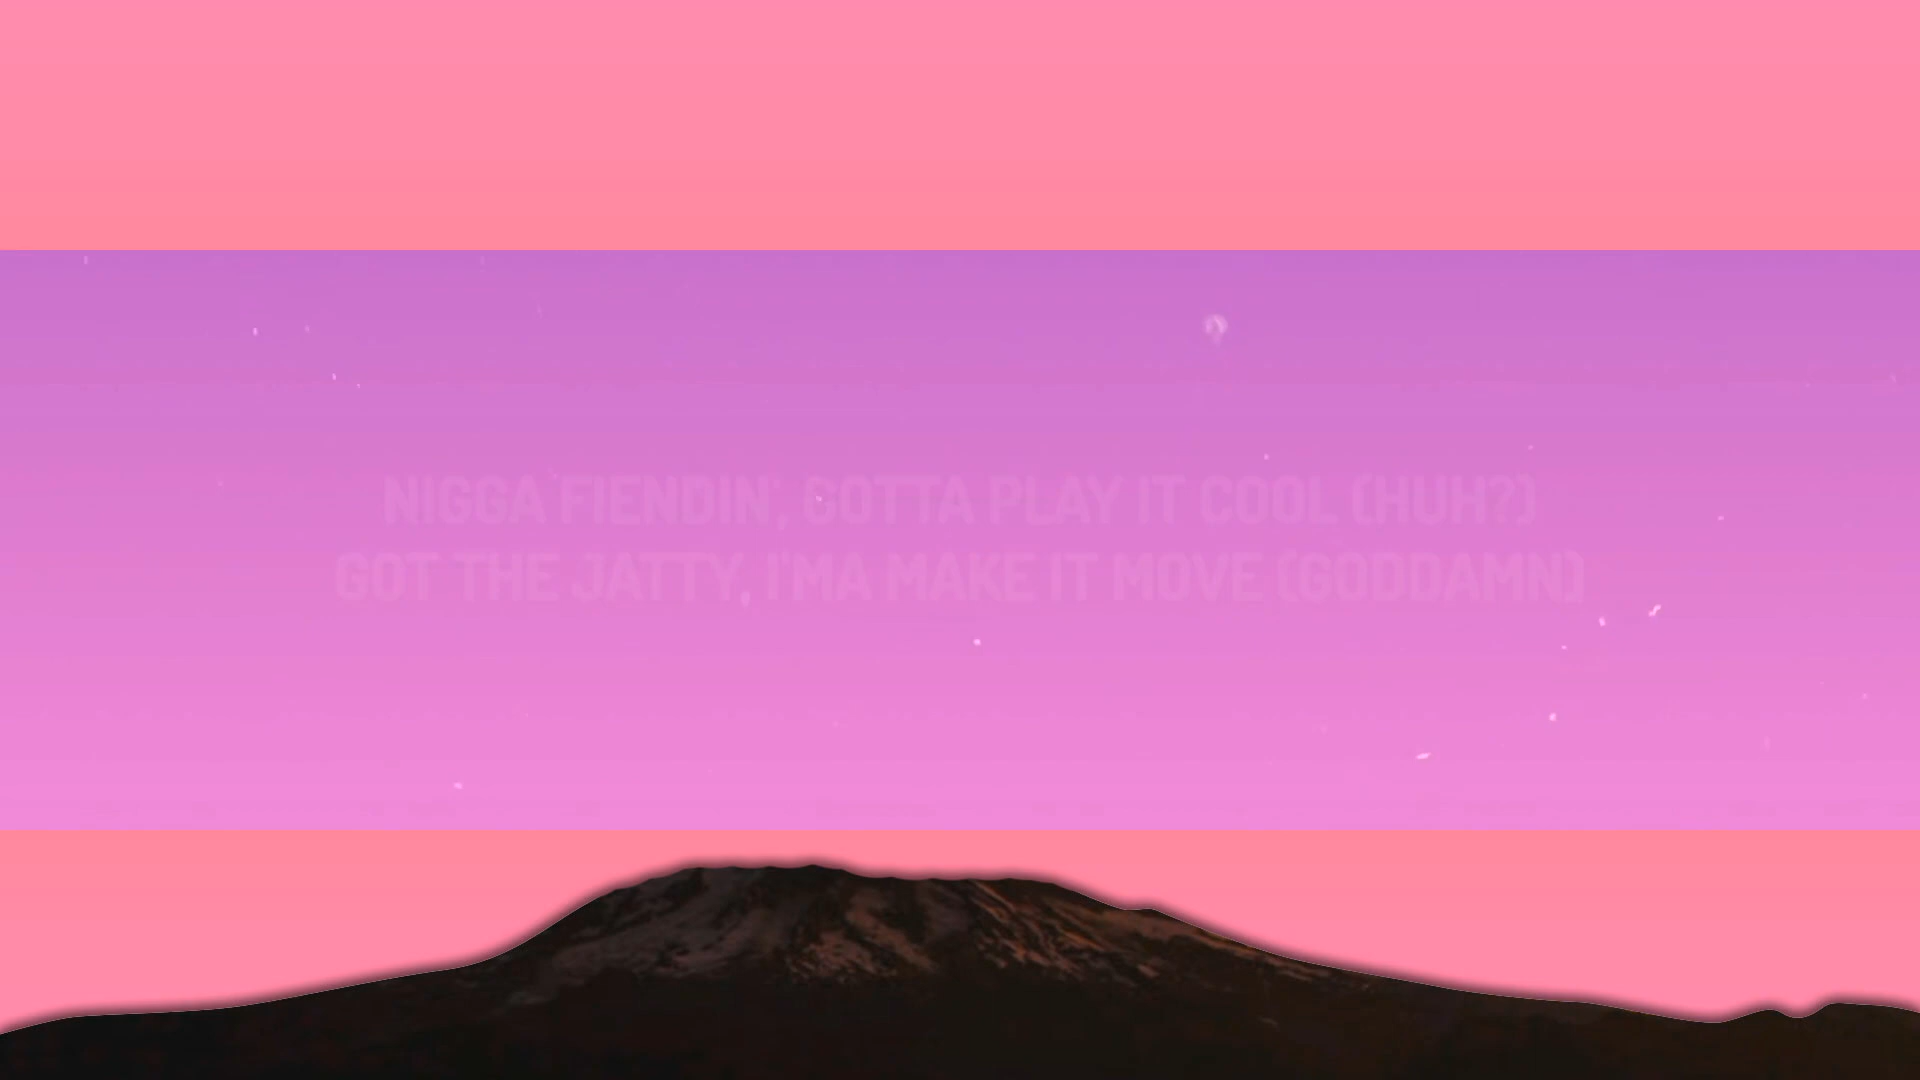 NIGGA FIENDIN', GOTTA PLAY IT COOL (HUH?)
GOT THE JATTY, I'MA MAKE IT MOVE (GODDAMN)